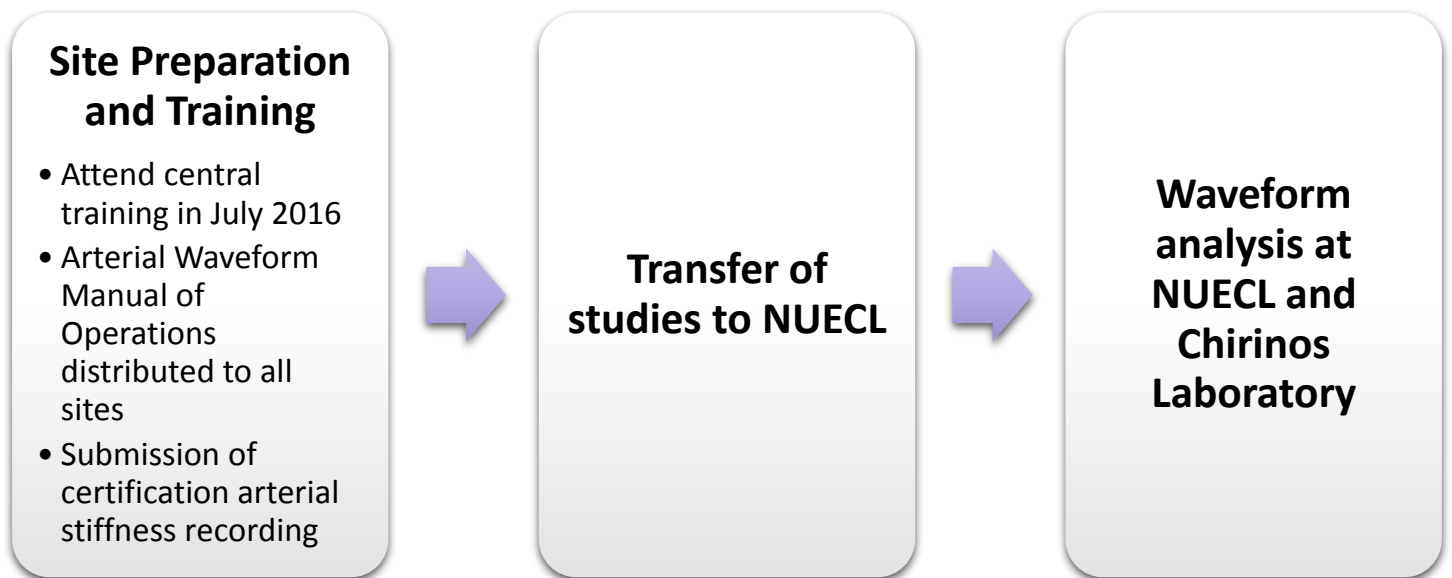 Site Preparation
and Training
• Attend central
training in July 2016
• Arterial Waveform
Manual of
Operations
distributed to all
sites
• Submission of
certification arterial
stiffness recording
Transfer of
studies to NUECL
Waveform
analysis at
NUECL and
Chirinos
Laboratory